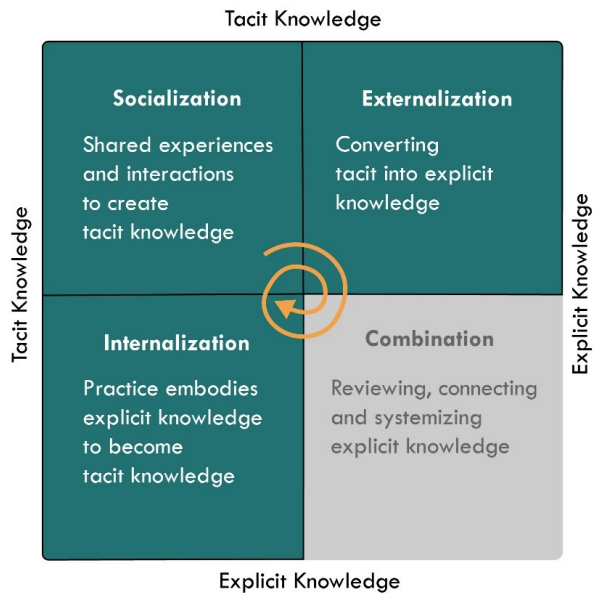 Tacit Knowledge
Socialization
Shared experiences
and interactions
to create
tacit knowledge
Externalization
Converting
tacit into explicit
knowledge
Tacit Knowledge
Explicit Knowledge
Internalization
Practice embodies
explicit knowledge
to become
tacit knowledge
Combination
Reviewing, connecting
and systemizing
explicit knowledge
Explicit Knowledge